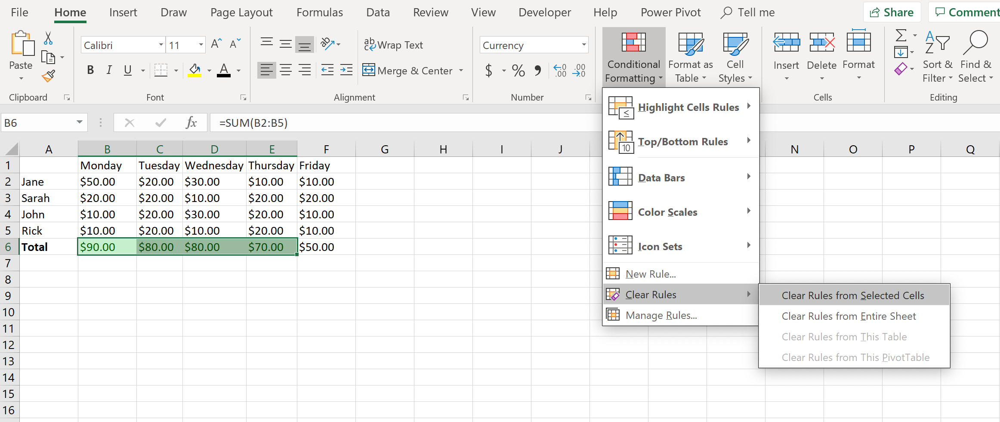 File Home Insert Draw Page Layout Formulas Data Review View Developer Help Power Pivot Tell me Share Comment
Calibri 11 A A ab Wrap Text Currency
Paste B I U A Merge & Center $ % 9 .0 .00 .00 .0
Conditional Formatting Format as Table Cell Styles Insert Delete Format Sort & Filter Find & Select
Clipboard Font Alignment Number Cells Editing
B6 fx =SUM(B2:B5)
A B C D E F G H I J N O P Q
1 Monday Tuesday Wednesday Thursday Friday
2 Jane $50.00 $20.00 $30.00 $10.00 $10.00
3 Sarah $20.00 $20.00 $10.00 $20.00 $20.00
4 John $10.00 $20.00 $30.00 $20.00 $10.00
5 Rick $10.00 $20.00 $10.00 $20.00 $10.00
6 Total $90.00 $80.00 $80.00 $70.00 $50.00
7
8
9
10
11
12
13
14
15
16
≤ Highlight Cells Rules
10 Top/Bottom Rules
Data Bars
Color Scales
Icon Sets
New Rule...
Clear Rules
Manage Rules...
Clear Rules from Selected Cells
Clear Rules from Entire Sheet
Clear Rules from This Table
Clear Rules from This PivotTable